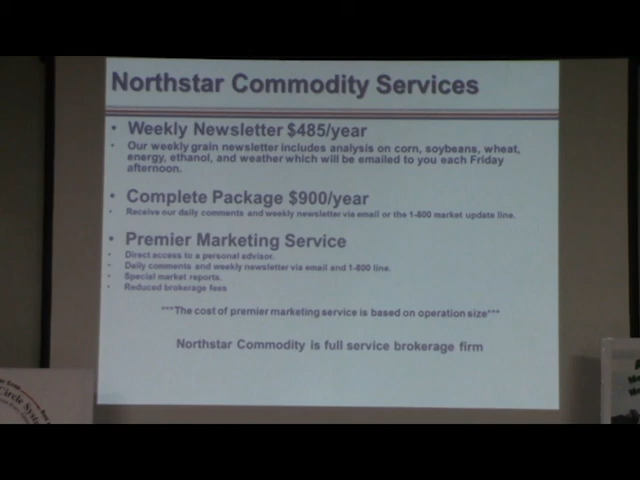 Northstar Commodity Services
• Weekly Newsletter $485/year
• Our weekly grain newsletter includes analysis on corn, soybeans, wheat,
energy, ethanol, and weather which will be emailed to you each Friday
afternoon.
• Complete Package $900/year
• Receive our daily comments and weekly newsletter via email or the 1-800 market update line.
• Premier Marketing Service
• Direct access to a personal advisor.
• Daily comments and weekly newsletter via email and 1-800 line.
• Special market reports.
• Reduced brokerage fees
***The cost of premier marketing service is based on operation size***
Northstar Commodity is full service brokerage firm